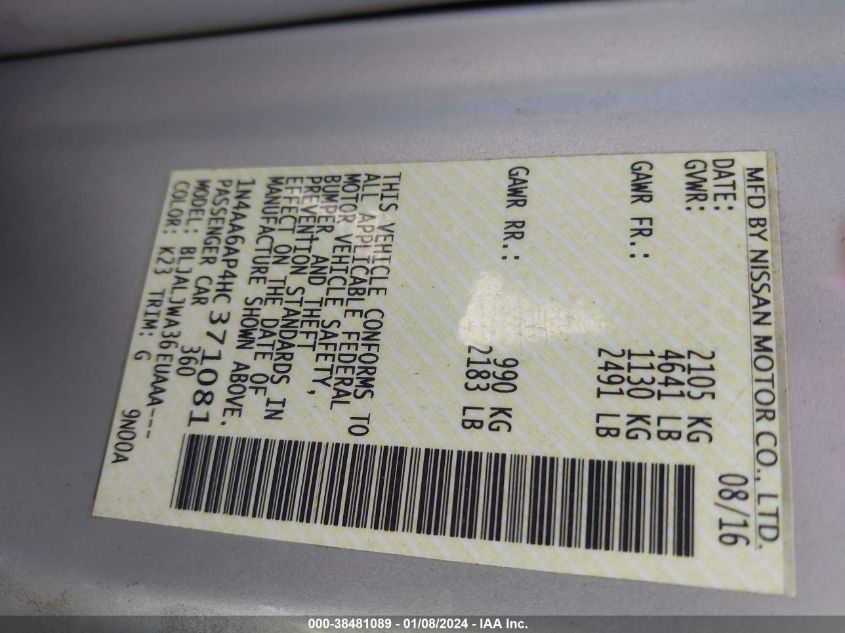 MFD BY NISSAN MOTOR CO., LTD.
DATE: 08/16
GVWR: 2105 KG
4641 LB
GAWR FR.: 1130 KG
2491 LB
GAWR RR.: 990 KG
2183 LB
THIS VEHICLE CONFORMS TO
ALL APPLICABLE FEDERAL
MOTOR VEHICLE SAFETY,
BUMPER, AND THEFT
PREVENTION STANDARDS IN
EFFECT ON THE DATE OF
MANUFACTURE SHOWN ABOVE.
1N4AA6AP4HC371081
PASSENGER CAR 360
MODEL: BLJALJWA36EUAAA---
COLOR: K23 TRIM: G 9N00A
000-38481089 - 01/08/2024 - IAA Inc.